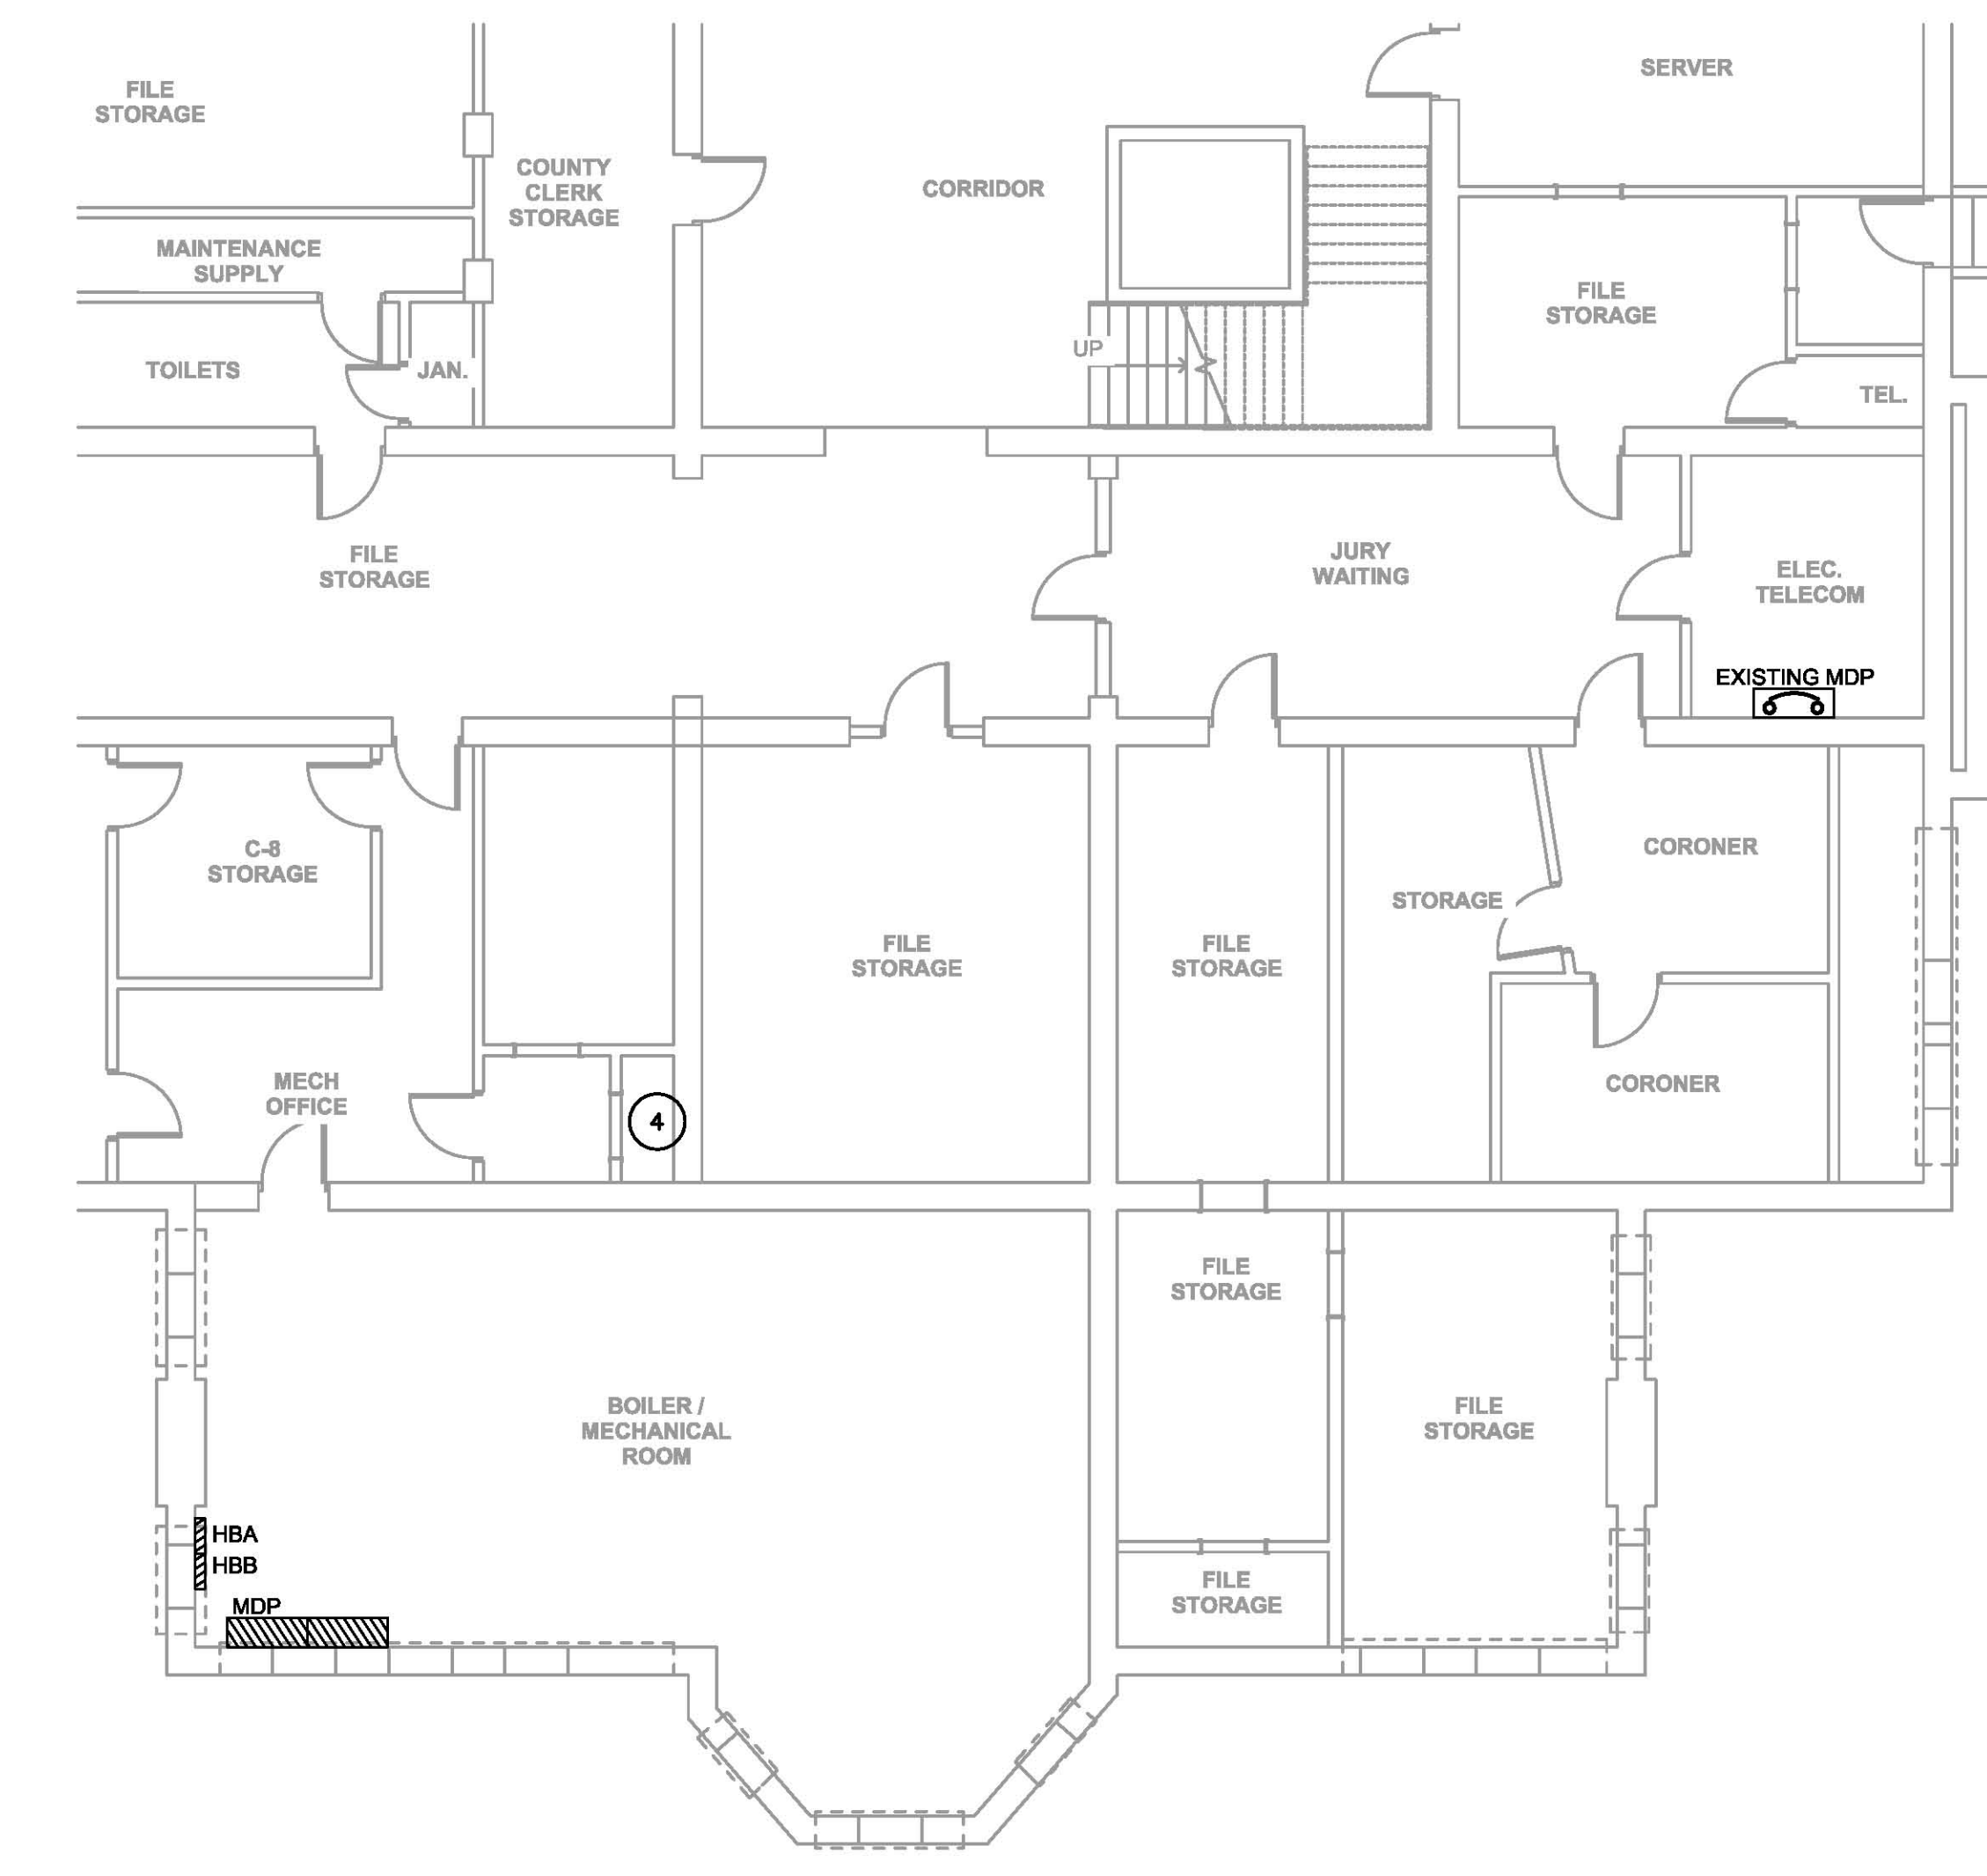 SERVER
FILE
STORAGE
COUNTY
CLERK
STORAGE
CORRIDOR
MAINTENANCE
SUPPLY
FILE
STORAGE
UP
TOILETS
JAN.
TEL.
FILE
STORAGE
JURY
WAITING
ELEC.
TELECOM
EXISTING MDP
C-8
STORAGE
CORONER
STORAGE
FILE
STORAGE
FILE
STORAGE
MECH
OFFICE
4
CORONER
FILE
STORAGE
BOILER /
MECHANICAL
ROOM
FILE
STORAGE
HBA
HBB
MDP
FILE
STORAGE